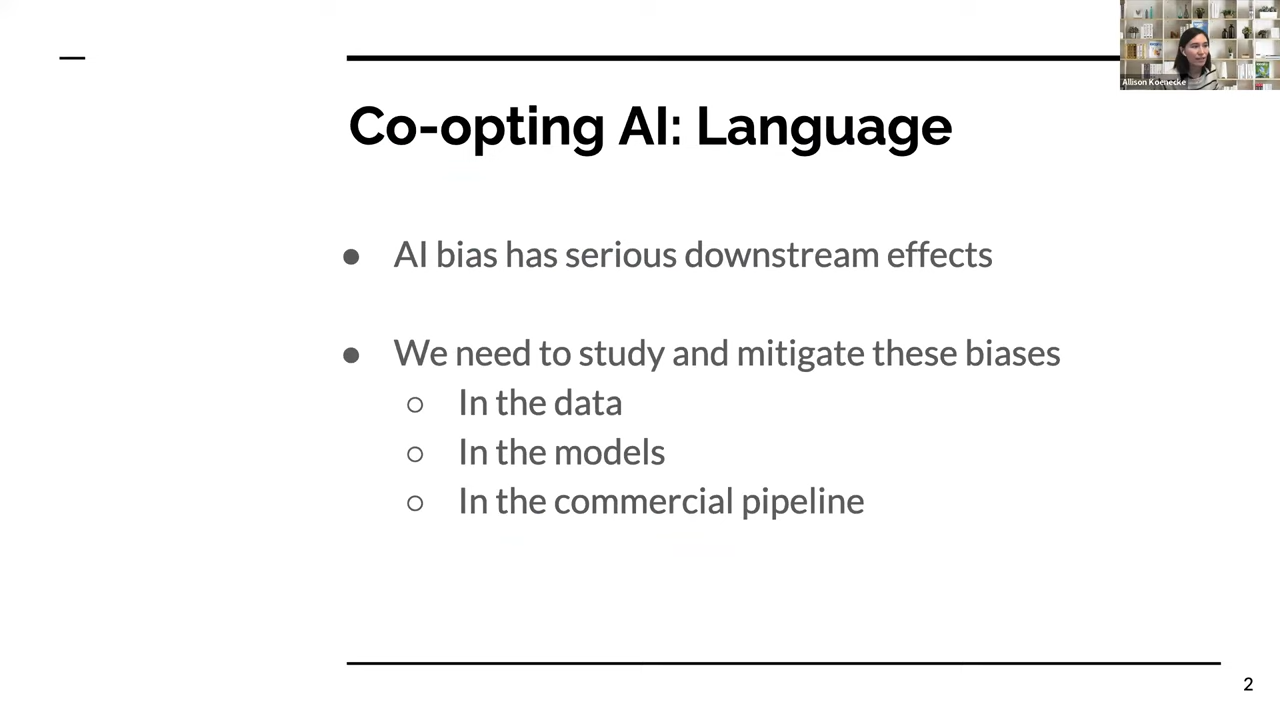 Allison Koenecke
Co-opting AI: Language
● AI bias has serious downstream effects
● We need to study and mitigate these biases
○ In the data
○ In the models
○ In the commercial pipeline
2